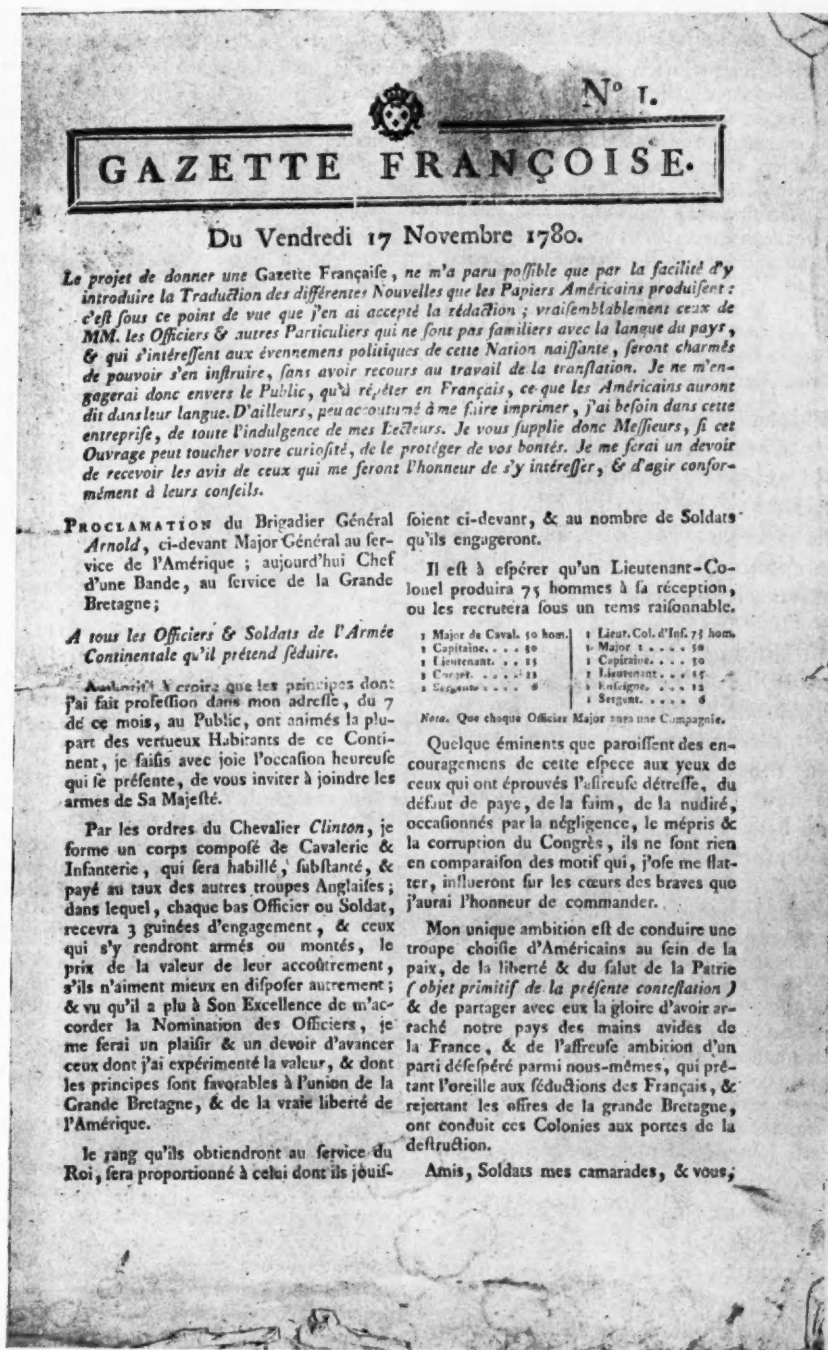 Nº 1.
GAZETTE FRANÇOISE.
Du Vendredi 17 Novembre 1780.
Le projet de donner une Gazette Françaiſe, ne m'a paru poſſible que par la facilité d'y
introduire la Traduction des différentes Nouvelles que les Papiers Américains produiſent :
c'eſt ſous ce point de vue que j'en ai accepté la rédaction ; vraiſemblablement ceux de
MM. les Officiers & autres Particuliers qui ne ſont pas familiers avec la langue du pays,
& qui s'intéreſſent aux évennemens politiques de cette Nation naiſſante, ſeront charmés
de pouvoir s'en inſtruire, ſans avoir recours au travail de la tranſlation. Je ne m'en-
gagerai donc envers le Public, qu'à répéter en Français, ce que les Américains auront
dit dans leur langue. D'ailleurs, peu accoutumé à me faire imprimer, j'ai beſoin dans cette
entrepriſe, de toute l'indulgence de mes Lecteurs. Je vous ſupplie donc Meſſieurs, ſi cet
Ouvrage peut toucher votre curioſité, de le protéger de vos bontés. Je me ferai un devoir
de recevoir les avis de ceux qui me feront l'honneur de s'y intéreſſer, & d'agir confor-
mément à leurs conſeils.
PROCLAMATION du Brigadier Général
Arnold, ci-devant Major Général au ſer-
vice de l'Amérique ; aujourd'hui Chef
d'une Bande, au ſervice de la Grande
Bretagne ;
A tous les Officiers & Soldats de l'Armée
Continentale qu'il prétend ſéduire.
à croire que les principes dont
j'ai fait profeſſion dans mon adreſſe, du 7
de ce mois, au Public, ont animés la plu-
part des vertueux Habitants de ce Conti-
nent, je ſaiſis avec joie l'occaſion heureuſe
qui ſe préſente, de vous inviter à joindre les
armes de Sa Majeſté.
Par les ordres du Chevalier Clinton, je
forme un corps compoſé de Cavalerie &
Infanterie, qui ſera habillé, ſubſtanté, &
payé au taux des autres troupes Anglaiſes ;
dans lequel, chaque bas Officier ou Soldat,
recevra 3 guinées d'engagement, & ceux
qui s'y rendront armés ou montés, le
prix de la valeur de leur accoûtrement,
s'ils n'aiment mieux en diſpoſer autrement ;
& vu qu'il a plu à Son Excellence de m'ac-
corder la Nomination des Officiers, je
me ferai un plaiſir & un devoir d'avancer
ceux dont j'ai expérimenté la valeur, & dont
les principes ſont favorables à l'union de la
Grande Bretagne, & de la vraie liberté de
l'Amérique.
le rang qu'ils obtiendront au ſervice du
Roi, ſera proportionné à celui dont ils jouiſ-
ſoient ci-devant, & au nombre de Soldats
qu'ils engageront.
Il eſt à eſpérer qu'un Lieutenant-Co-
lonel produira 75 hommes à ſa réception,
ou les recrutera ſous un tems raiſonnable.
1 Major de Caval. 50 hom.
1 Capitaine. . . . 30
1 Lieutenant. . . 15
1 Cornet. . . . . 12
1 Sergente . . . . 6
1 Lieut. Col. d'Inf. 75 hom.
1 Major : . . . . 50
1 Capitaine. . . . 30
1 Lieutenant. . . . 15
1 Enſeigne. . . . 12
1 Sergent. . . . . 6
Nota. Que chaque Officier Major aura une Compagnie.
Quelque éminents que paroiſſent des en-
couragemens de cette eſpece aux yeux de
ceux qui ont éprouvés l'affreuſe détreſſe, du
défaut de paye, de la faim, de la nudité,
occaſionnés par la négligence, le mépris &
la corruption du Congrès, ils ne ſont rien
en comparaiſon des motif qui, j'oſe me flat-
ter, influeront ſur les cœurs des braves que
j'aurai l'honneur de commander.
Mon unique ambition eſt de conduire une
troupe choiſie d'Américains au ſein de la
paix, de la liberté & du ſalut de la Patrie
( objet primitif de la préſente conteſtation )
& de partager avec eux la gloire d'avoir ar-
raché notre pays des mains avides de
la France, & de l'affreuſe ambition d'un
parti déſeſpéré parmi nous-mêmes, qui pré-
tant l'oreille aux ſéductions des Français, &
rejettant les offres de la grande Bretagne,
ont conduit ces Colonies aux portes de la
deſtruction.
Amis, Soldats mes camarades, & vous,